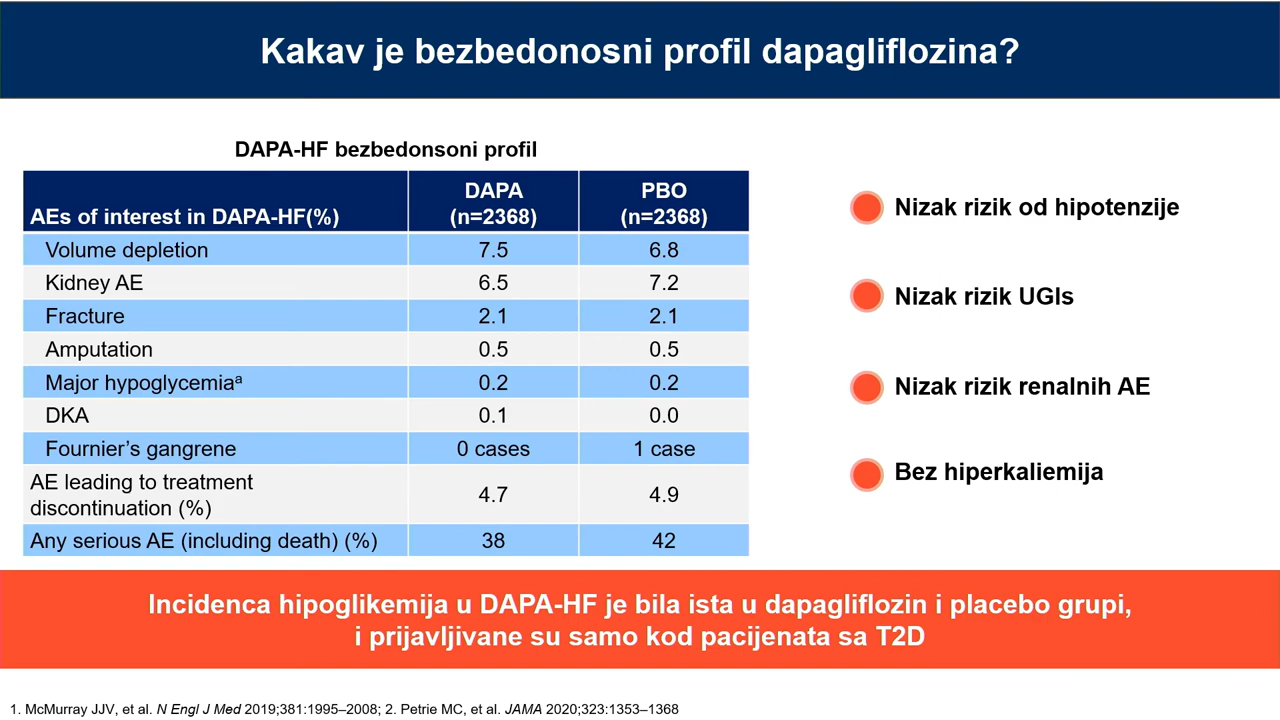 Kakav je bezbedonosni profil dapagliflozina?
DAPA-HF bezbedonsoni profil
AEs of interest in DAPA-HF(%)
DAPA
(n=2368)
PBO
(n=2368)
Volume depletion 7.5 6.8
Kidney AE 6.5 7.2
Fracture 2.1 2.1
Amputation 0.5 0.5
Major hypoglycemiaᵃ 0.2 0.2
DKA 0.1 0.0
Fournier’s gangrene 0 cases 1 case
AE leading to treatment
discontinuation (%) 4.7 4.9
Any serious AE (including death) (%) 38 42
Nizak rizik od hipotenzije
Nizak rizik UGIs
Nizak rizik renalnih AE
Bez hiperkaliemija
Incidenca hipoglikemija u DAPA-HF je bila ista u dapagliflozin i placebo grupi,
i prijavljivane su samo kod pacijenata sa T2D
1. McMurray JJV, et al. N Engl J Med 2019;381:1995–2008; 2. Petrie MC, et al. JAMA 2020;323:1353–1368